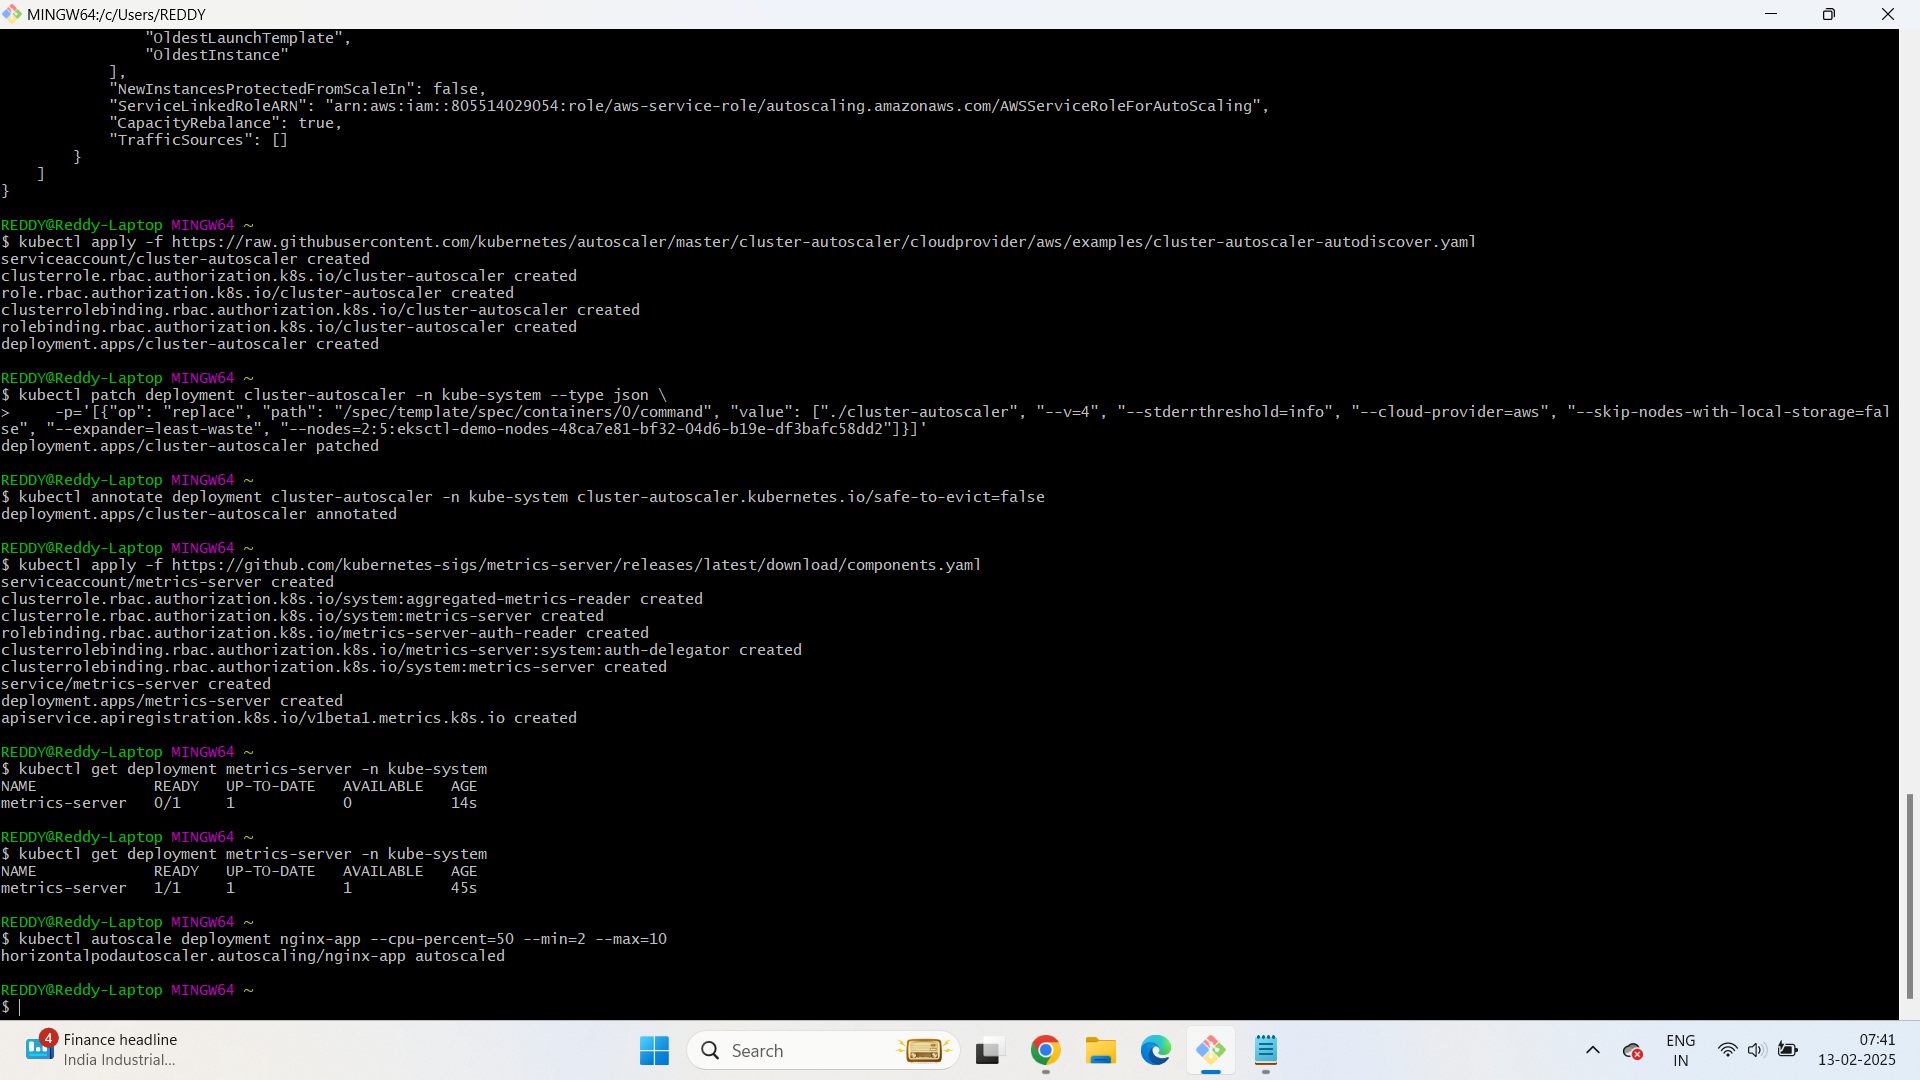 MINGW64:/c/Users/REDDY
"OldestLaunchTemplate",
"OldestInstance"
],
"NewInstancesProtectedFromScaleIn": false,
"ServiceLinkedRoleARN": "arn:aws:iam::805514029054:role/aws-service-role/autoscaling.amazonaws.com/AWSServiceRoleForAutoScaling",
"CapacityRebalance": true,
"TrafficSources": []
}
]
}
REDDY@Reddy-Laptop MINGW64 ~
$ kubectl apply -f https://raw.githubusercontent.com/kubernetes/autoscaler/master/cluster-autoscaler/cloudprovider/aws/examples/cluster-autoscaler-autodiscover.yaml
serviceaccount/cluster-autoscaler created
clusterrole.rbac.authorization.k8s.io/cluster-autoscaler created
role.rbac.authorization.k8s.io/cluster-autoscaler created
clusterrolebinding.rbac.authorization.k8s.io/cluster-autoscaler created
rolebinding.rbac.authorization.k8s.io/cluster-autoscaler created
deployment.apps/cluster-autoscaler created
REDDY@Reddy-Laptop MINGW64 ~
$ kubectl patch deployment cluster-autoscaler -n kube-system --type json \
>     -p='[{"op": "replace", "path": "/spec/template/spec/containers/0/command", "value": ["./cluster-autoscaler", "--v=4", "--stderrthreshold=info", "--cloud-provider=aws", "--skip-nodes-with-local-storage=fal
se", "--expander=least-waste", "--nodes=2:5:eksctl-demo-nodes-48ca7e81-bf32-04d6-b19e-df3bafc58dd2"]}]'
deployment.apps/cluster-autoscaler patched
REDDY@Reddy-Laptop MINGW64 ~
$ kubectl annotate deployment cluster-autoscaler -n kube-system cluster-autoscaler.kubernetes.io/safe-to-evict=false
deployment.apps/cluster-autoscaler annotated
REDDY@Reddy-Laptop MINGW64 ~
$ kubectl apply -f https://github.com/kubernetes-sigs/metrics-server/releases/latest/download/components.yaml
serviceaccount/metrics-server created
clusterrole.rbac.authorization.k8s.io/system:aggregated-metrics-reader created
clusterrole.rbac.authorization.k8s.io/system:metrics-server created
rolebinding.rbac.authorization.k8s.io/metrics-server-auth-reader created
clusterrolebinding.rbac.authorization.k8s.io/metrics-server:system:auth-delegator created
clusterrolebinding.rbac.authorization.k8s.io/system:metrics-server created
service/metrics-server created
deployment.apps/metrics-server created
apiservice.apiregistration.k8s.io/v1beta1.metrics.k8s.io created
REDDY@Reddy-Laptop MINGW64 ~
$ kubectl get deployment metrics-server -n kube-system
NAME             READY   UP-TO-DATE   AVAILABLE   AGE
metrics-server   0/1     1            0           14s
REDDY@Reddy-Laptop MINGW64 ~
$ kubectl get deployment metrics-server -n kube-system
NAME             READY   UP-TO-DATE   AVAILABLE   AGE
metrics-server   1/1     1            1           45s
REDDY@Reddy-Laptop MINGW64 ~
$ kubectl autoscale deployment nginx-app --cpu-percent=50 --min=2 --max=10
horizontalpodautoscaler.autoscaling/nginx-app autoscaled
REDDY@Reddy-Laptop MINGW64 ~
$
4
Finance headline
India Industrial...
Search
ENG
IN
07:41
13-02-2025